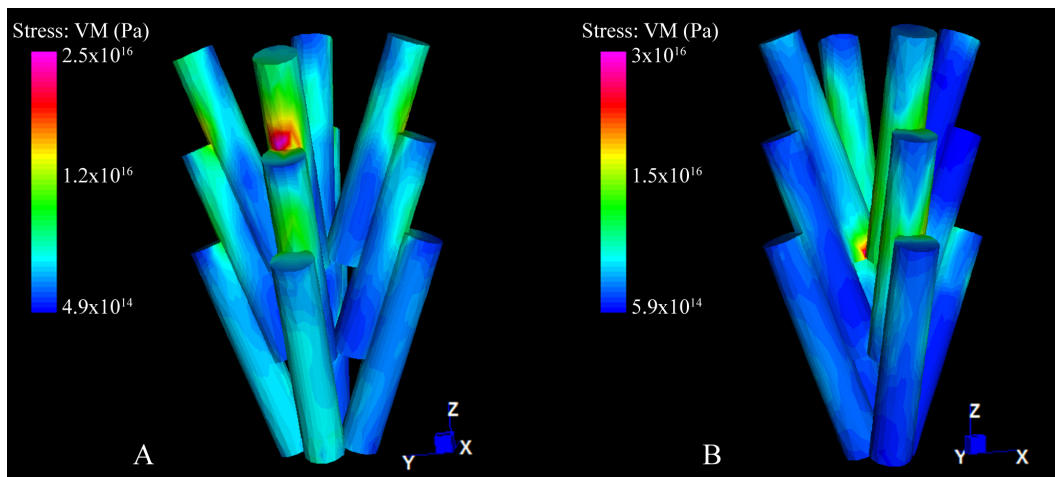 Stress: VM (Pa)
2.5x10¹⁶
1.2x10¹⁶
4.9x10¹⁴
Z
X
Y
A
Stress: VM (Pa)
3x10¹⁶
1.5x10¹⁶
5.9x10¹⁴
Z
Y
X
B